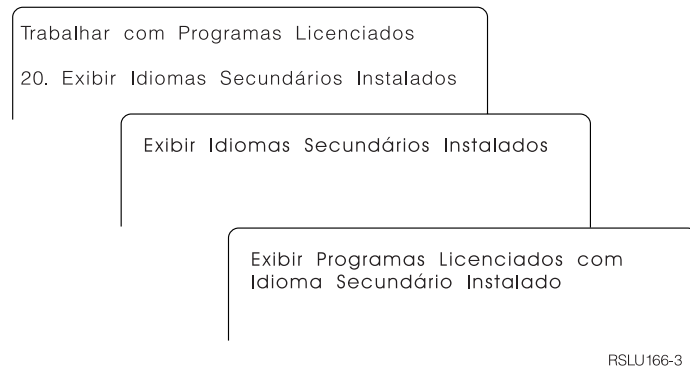 Trabalhar com Programas Licenciados
20. Exibir Idiomas Secundários Instalados
Exibir Idiomas Secundários Instalados
Exibir Programas Licenciados com
Idioma Secundário Instalado
RSLU166-3